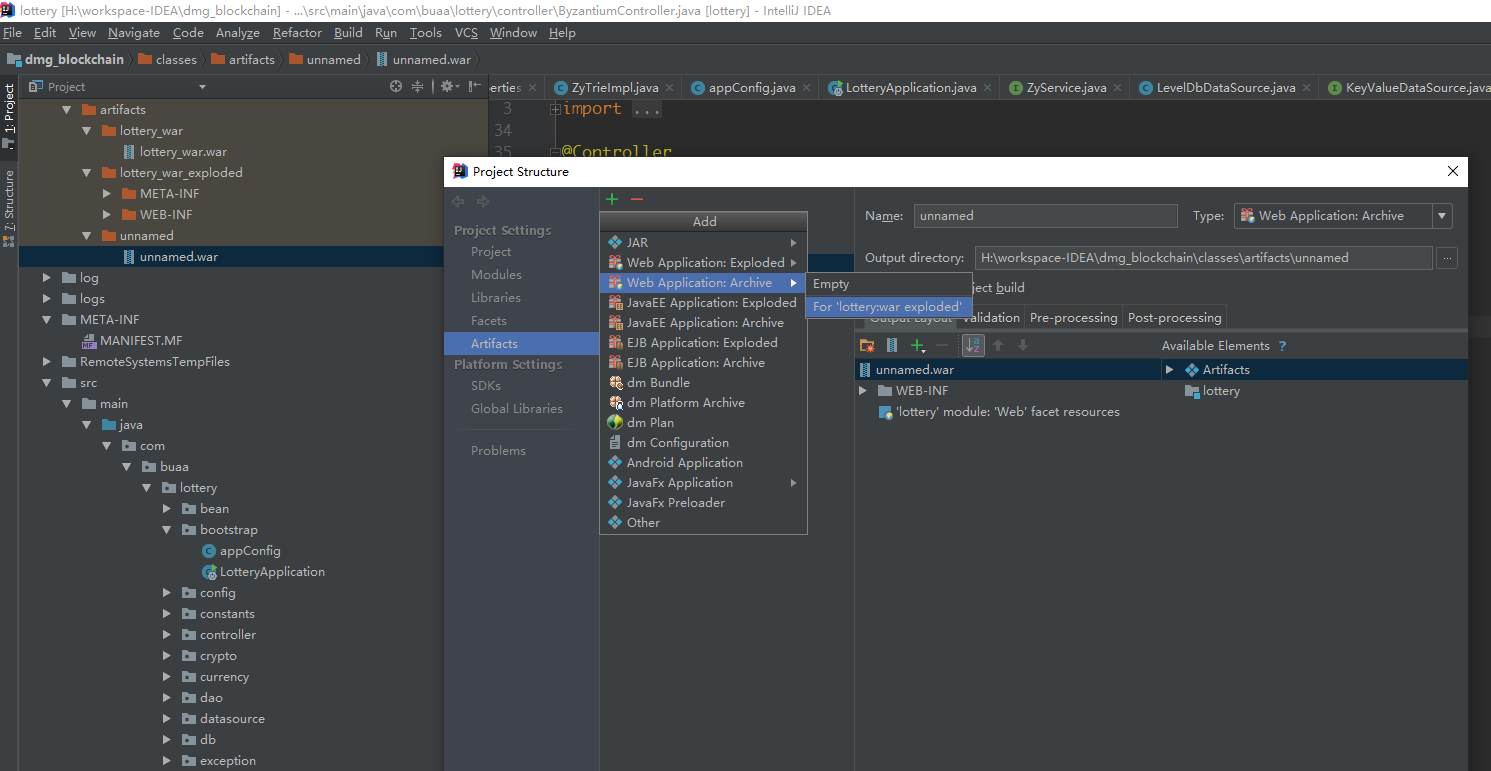 lottery [H:\workspace-IDEA\dmg_blockchain] - ...\src\main\java\com\buaa\lottery\controller\ByzantiumController.java [lottery] - IntelliJ IDEA
File Edit View Navigate Code Analyze Refactor Build Run Tools VCS Window Help
dmg_blockchain classes artifacts unnamed unnamed.war
Project
erties ZyTrieImpl.java appConfig.java LotteryApplication.java ZyService.java LevelDbDataSource.java KeyValueDataSource.java
1: Project
7: Structure
artifacts
lottery_war
lottery_war.war
lottery_war_exploded
META-INF
WEB-INF
unnamed
unnamed.war
log
logs
META-INF
MANIFEST.MF
MF
RemoteSystemsTempFiles
src
main
java
com
buaa
lottery
bean
bootstrap
appConfig
LotteryApplication
config
constants
controller
crypto
currency
dao
datasource
db
exception
3 import ...
34
35 @Controller
Project Structure
Project Settings
Project
Modules
Libraries
Facets
Artifacts
Platform Settings
SDKs
Global Libraries
Problems
Add
JAR
Web Application: Exploded
Web Application: Archive
JavaEE Application: Exploded
JavaEE Application: Archive
EJB Application: Exploded
EJB Application: Archive
dm Bundle
dm Platform Archive
dm Plan
dm Configuration
Android Application
JavaFx Application
JavaFx Preloader
Other
Empty
For 'lottery:war exploded'
Name: unnamed Type: Web Application: Archive
Output directory: H:\workspace-IDEA\dmg_blockchain\classes\artifacts\unnamed ...
ject build
Output Layout Validation Pre-processing Post-processing
Available Elements ?
unnamed.war
WEB-INF
'lottery' module: 'Web' facet resources
Artifacts
lottery